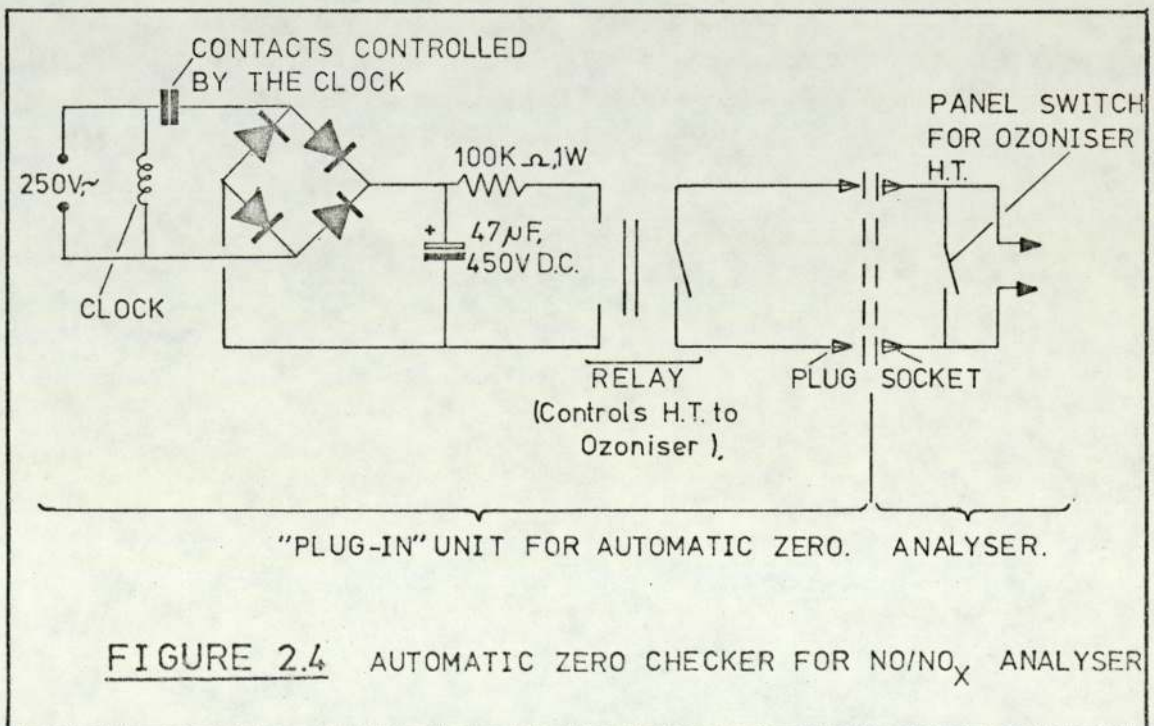 CONTACTS CONTROLLED
BY THE CLOCK
PANEL SWITCH
FOR OZONISER
H.T.
100K Ω,1W
250V~
+
47µF,
450V D.C.
CLOCK
RELAY
(Controls H.T. to
Ozoniser ),
PLUG
SOCKET
"PLUG-IN" UNIT FOR AUTOMATIC ZERO.
ANALYSER.
FIGURE 2.4 AUTOMATIC ZERO CHECKER FOR NO/NOX ANALYSER